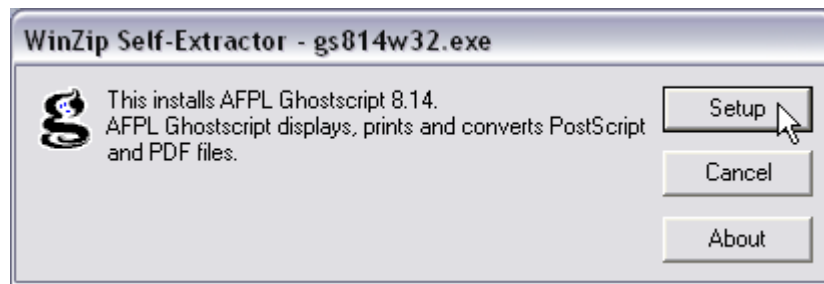 WinZip Self-Extractor - gs814w32.exe
This installs AFPL Ghostscript 8.14.
AFPL Ghostscript displays, prints and converts PostScript
and PDF files.
Setup
Cancel
About